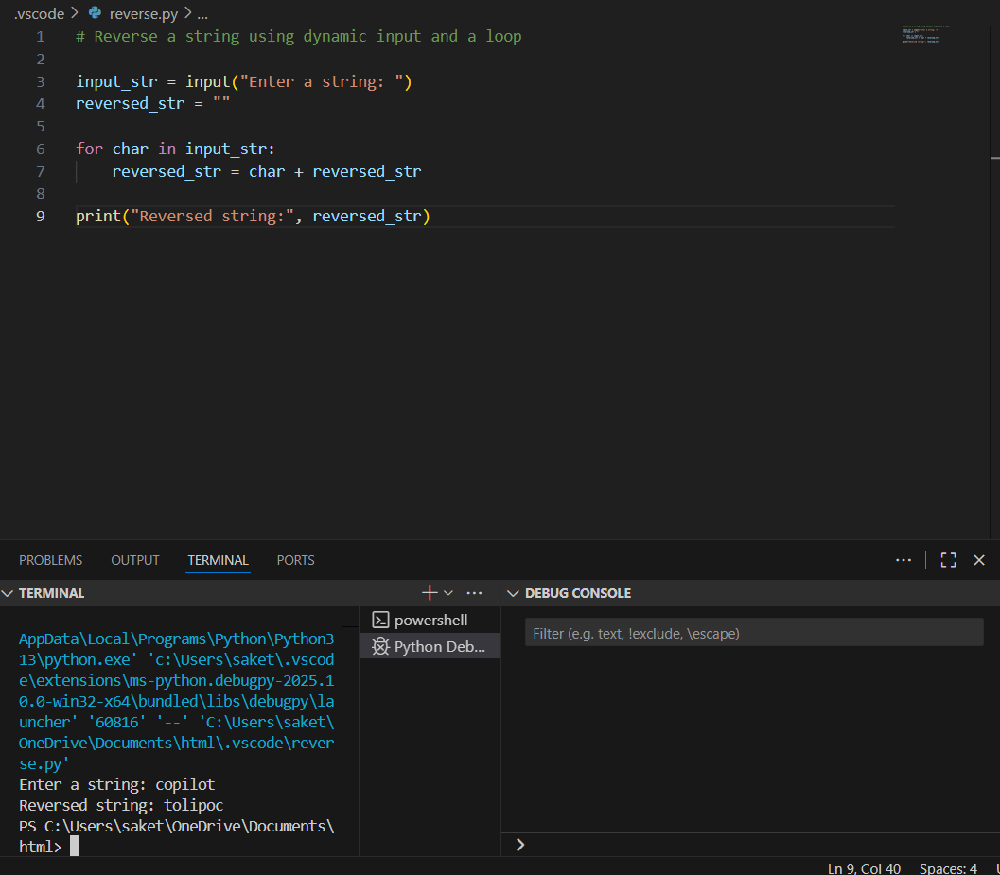 .vscode > reverse.py > ...
1 # Reverse a string using dynamic input and a loop
2
3 input_str = input("Enter a string: ")
4 reversed_str = ""
5
6 for char in input_str:
7     reversed_str = char + reversed_str
8
9 print("Reversed string:", reversed_str)
PROBLEMS OUTPUT TERMINAL PORTS ...
TERMINAL ...
DEBUG CONSOLE
AppData\Local\Programs\Python\Python3
13\python.exe' 'c:\Users\saket\.vscod
e\extensions\ms-python.debugpy-2025.1
0.0-win32-x64\bundled\libs\debugpy\la
uncher' '60816' '--' 'C:\Users\saket\
OneDrive\Documents\html\.vscode\rever
se.py'
Enter a string: copilot
Reversed string: tolipoc
PS C:\Users\saket\OneDrive\Documents\
html>
powershell
Python Deb...
Filter (e.g. text, !exclude, \escape)
>
Ln 9, Col 40 Spaces: 4